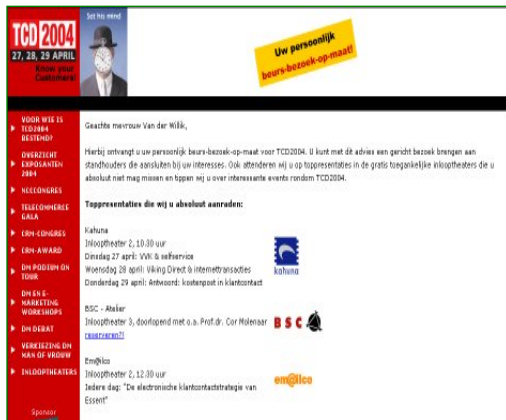 TCD 2004
27, 28, 29 APRIL
Know your
Customers!
Set his mind
Uw persoonlijk
beurs-bezoek-op-maat!
VOOR WIE IS
TCD2004
BESTEMD?
OVERZICHT
EXPOSANTEN
2004
NCCCONGRES
TELECOMMERCE
GALA
CRM-CONGRES
CRM-AWARD
DM PODIUM ON
TOUR
DM EN E-
MARKETING
WORKSHOPS
DM DEBAT
VERKIEZING DM
MAN OF VROUW
INLOOPTHEATERS
Sponsor
Geachte mevrouw Van der Willik,
Hierbij ontvangt u uw persoonlijk beurs-bezoek-op-maat voor TCD2004. U kunt met dit advies een gericht bezoek brengen aan
standhouders die aansluiten bij uw interesses. Ook attenderen wij u op toppresentaties in de gratis toegankelijke inlooptheaters die u
absoluut niet mag missen en tippen wij u over interessante events rondom TCD2004.
Toppresentaties die wij u absoluut aanraden:
Kahuna
Inlooptheater 2, 10.30 uur
Dinsdag 27 april: VVK & selfservice
Woensdag 28 april: Viking Direct & internettransacties
Donderdag 29 april: Antwoord: kostenpost in klantcontact
kahuna
BSC - Atelier
Inlooptheater 3, doorlopend met o.a. Prof.dr. Cor Molenaar
reserveren?!
BSC
Em@ilco
Inlooptheater 2, 12.30 uur
Iedere dag: "De electronische klantcontactstrategie van
Essent"
em@ilco